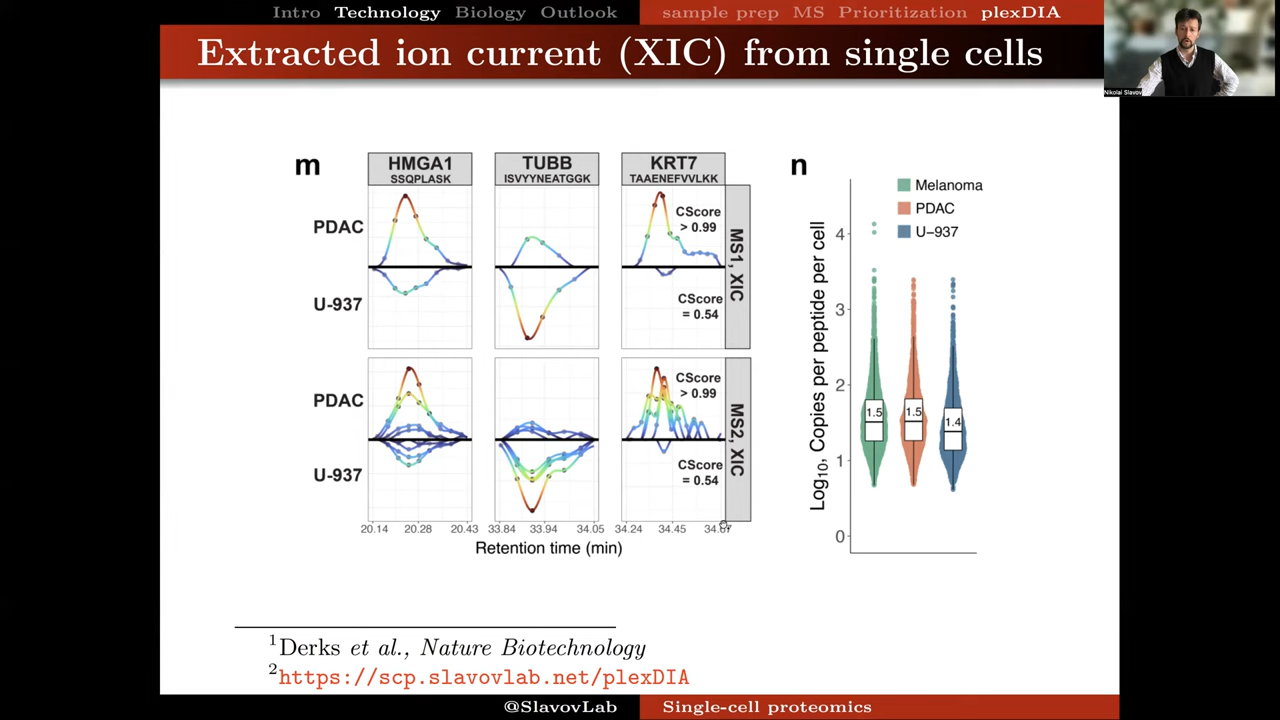 Intro Technology Biology Outlook
sample prep MS Prioritization plexDIA
Extracted ion current (XIC) from single cells
Nikolai Slavov
m
HMGA1
SSQPLASK
TUBB
ISVYYNEATGGK
KRT7
TAAENEFVVLKK
PDAC
U-937
CScore
> 0.99
CScore
= 0.54
MS1, XIC
PDAC
U-937
CScore
> 0.99
CScore
= 0.54
MS2, XIC
20.14 20.28 20.43
33.84 33.94 34.05
34.24 34.45 34.67
Retention time (min)
n
Melanoma
PDAC
U-937
Log10, Copies per peptide per cell
4
3
2
1
0
1.5
1.5
1.4
1Derks et al., Nature Biotechnology
2https://scp.slavovlab.net/plexDIA
@SlavovLab
Single-cell proteomics